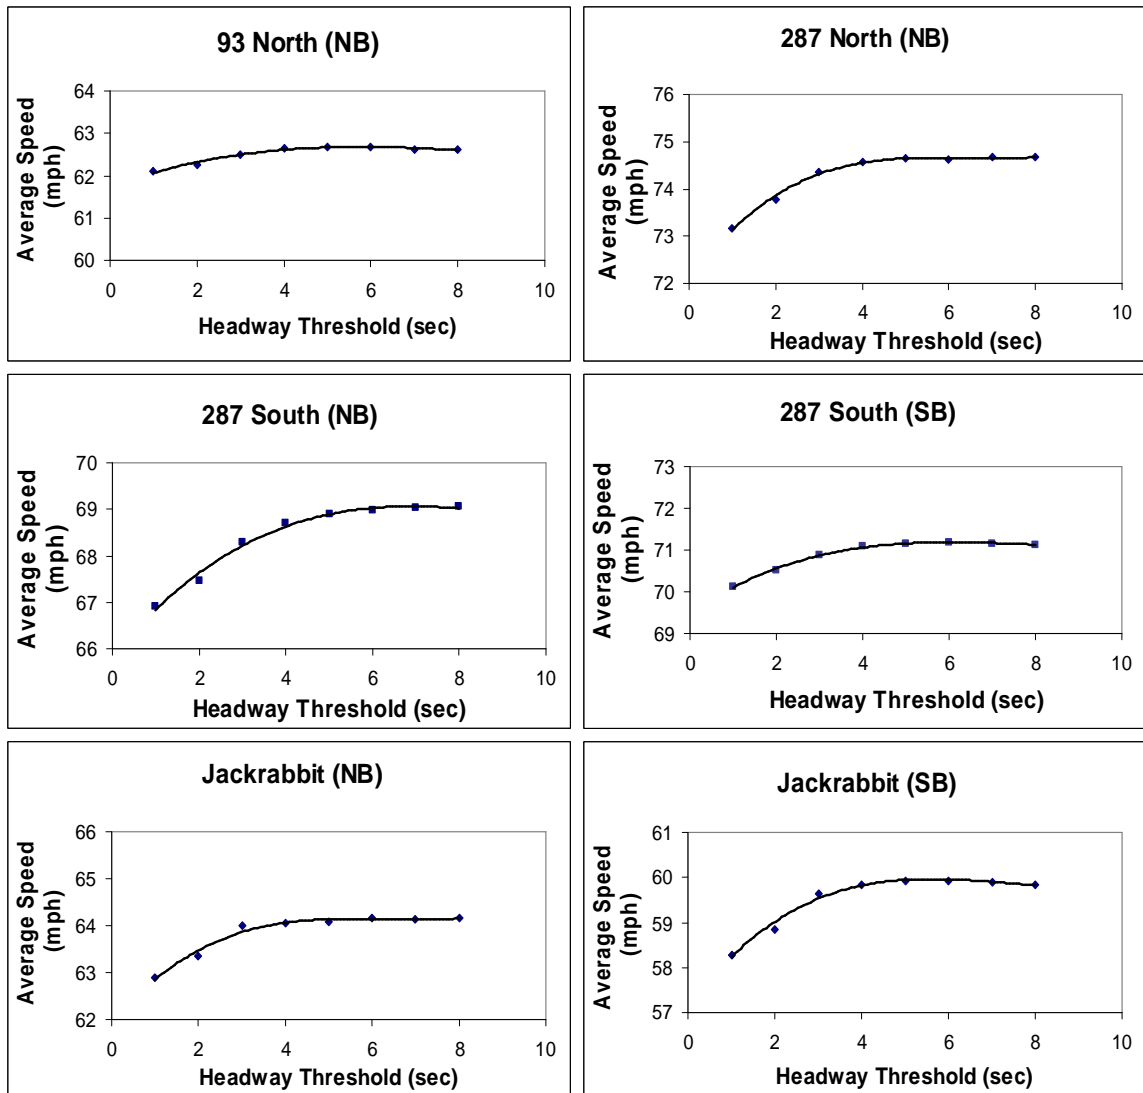 93 North (NB)
Average Speed
(mph)
64
63
62
61
60
0 2 4 6 8 10
Headway Threshold (sec)
287 North (NB)
Average Speed
(mph)
76
75
74
73
72
0 2 4 6 8 10
Headway Threshold (sec)
287 South (NB)
Average Speed
(mph)
70
69
68
67
66
0 2 4 6 8 10
Headway Threshold (sec)
287 South (SB)
Average Speed
(mph)
73
72
71
70
69
0 2 4 6 8 10
Headway Threshold (sec)
Jackrabbit (NB)
Average Speed
(mph)
66
65
64
63
62
0 2 4 6 8 10
Headway Threshold (sec)
Jackrabbit (SB)
Average Speed
(mph)
61
60
59
58
57
0 2 4 6 8 10
Headway Threshold (sec)